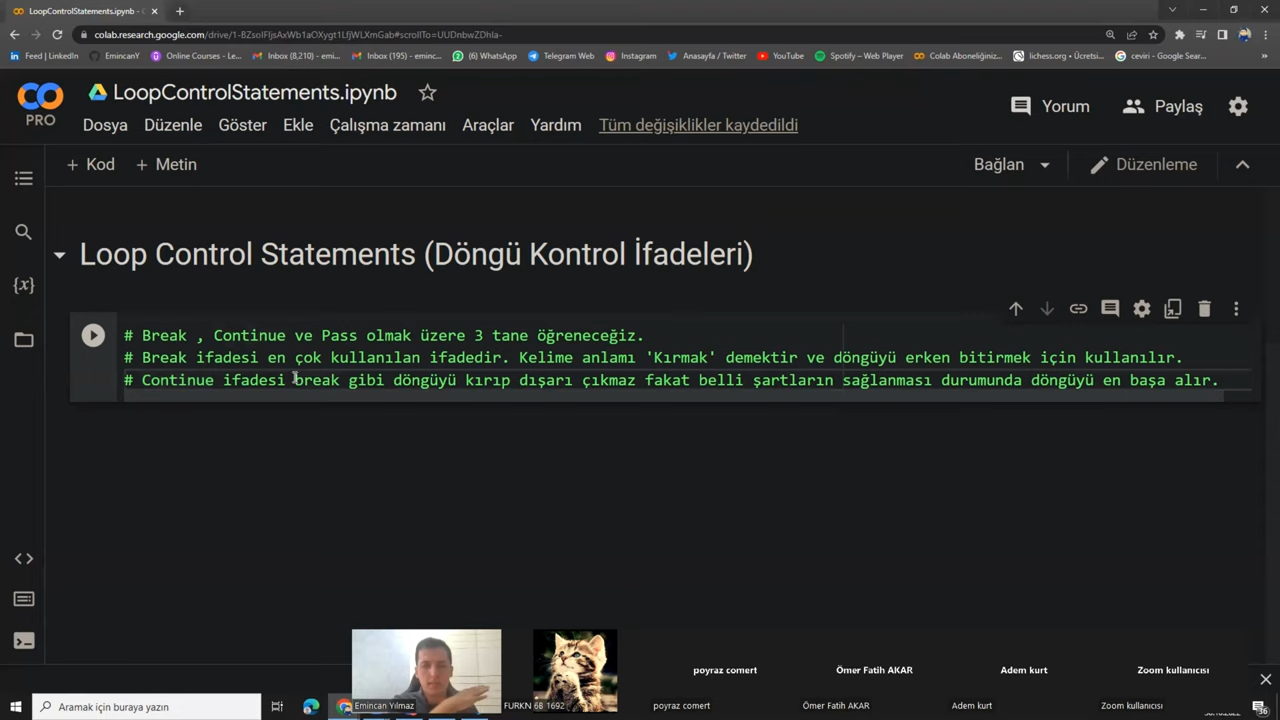 LoopControlStatements.ipynb -
colab.research.google.com/drive/1-BZsoIFIjsAxWb1aOXygt1LfjWLXmGab#scrollTo=UUDnbwZDhIa-
Feed | LinkedIn
EmincanY
Online Courses - Le...
Inbox (8,210) - emi...
Inbox (195) - eminc...
(6) WhatsApp
Telegram Web
Instagram
Anasayfa / Twitter
YouTube
Spotify – Web Player
Colab Aboneliğiniz...
lichess.org • Ücretsi...
çeviri - Google Sear...
LoopControlStatements.ipynb
PRO
Dosya Düzenle Göster Ekle Çalışma zamanı Araçlar Yardım Tüm değişiklikler kaydedildi
Yorum
Paylaş
+ Kod + Metin
Bağlan
Düzenleme
Loop Control Statements (Döngü Kontrol İfadeleri)
# Break , Continue ve Pass olmak üzere 3 tane öğreneceğiz.
# Break ifadesi en çok kullanılan ifadedir. Kelime anlamı 'Kırmak' demektir ve döngüyü erken bitirmek için kullanılır.
# Continue ifadesi break gibi döngüyü kırıp dışarı çıkmaz fakat belli şartların sağlanması durumunda döngüyü en başa alır.
poyraz comert
Ömer Fatih AKAR
Adem kurt
Zoom kullanıcısı
Aramak için buraya yazın
Emincan Yılmaz
FURKN 6B 1692
poyraz comert
Ömer Fatih AKAR
Adem kurt
Zoom kullanıcısı
36